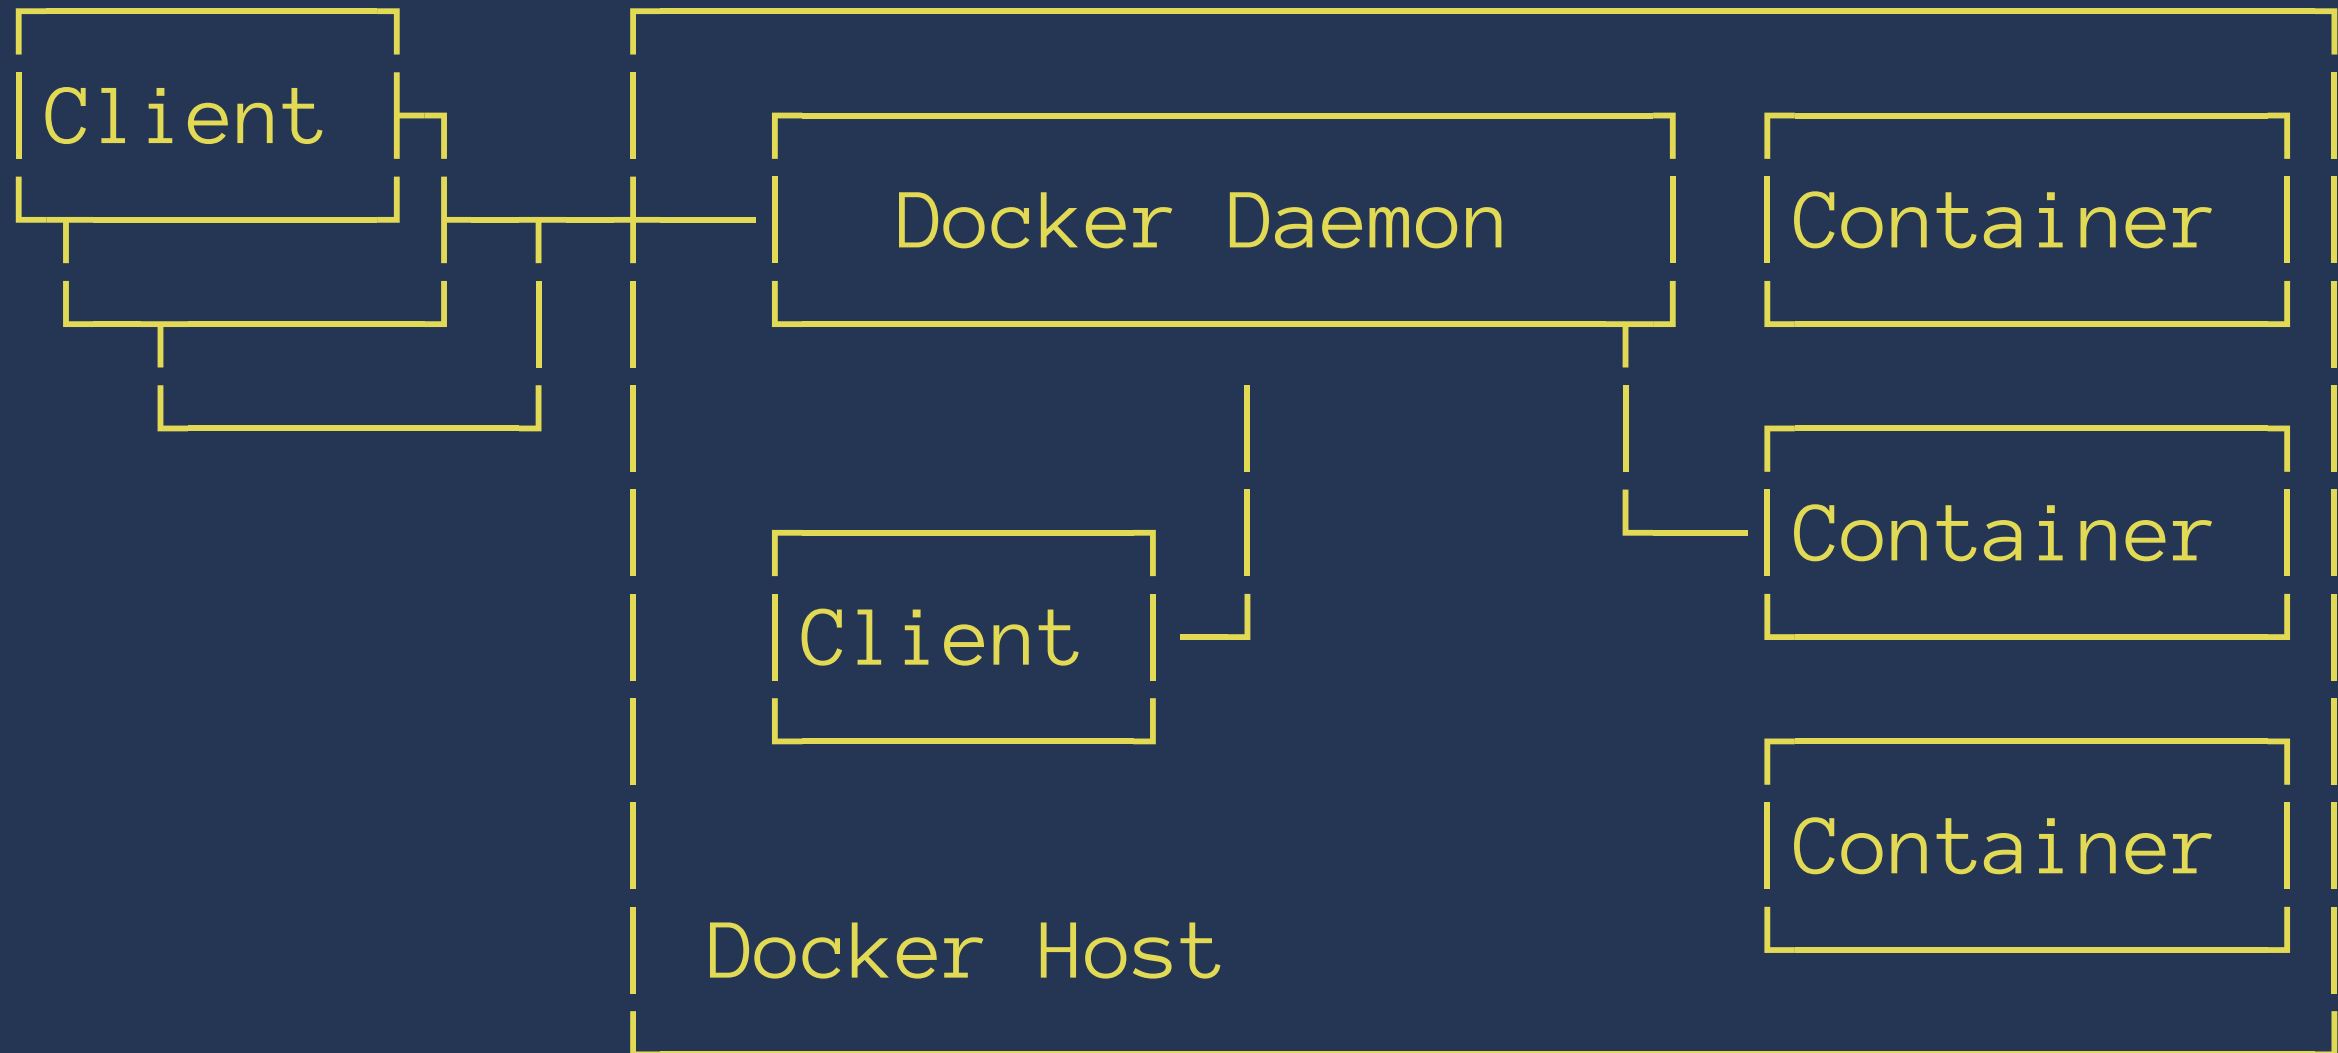 Client
Docker Daemon
Container
Container
Client
Container
Docker Host